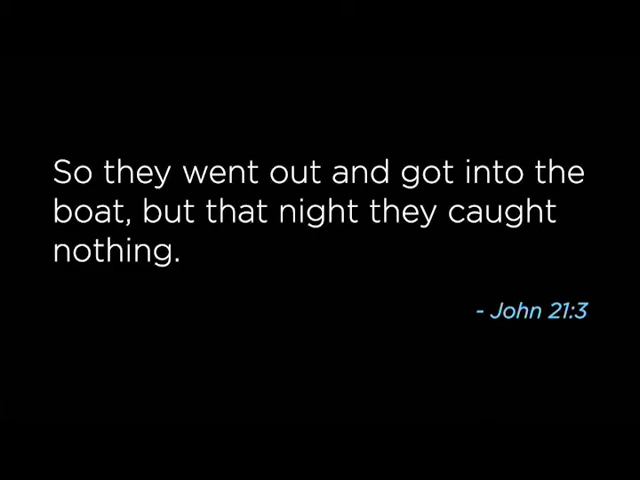 So they went out and got into the
boat, but that night they caught
nothing.
- John 21:3